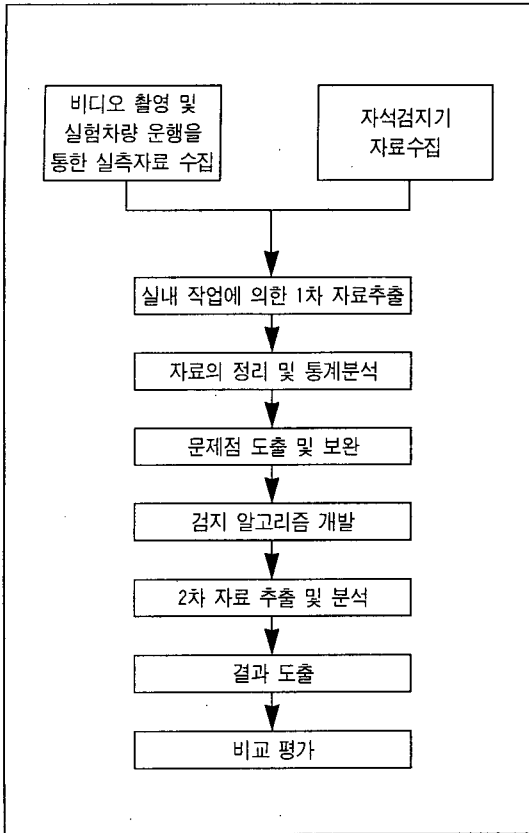 비디오 촬영 및
실험차량 운행을
통한 실측자료 수집
자석검지기
자료수집
실내 작업에 의한 1차 자료추출
자료의 정리 및 통계분석
문제점 도출 및 보완
검지 알고리즘 개발
2차 자료 추출 및 분석
결과 도출
비교 평가